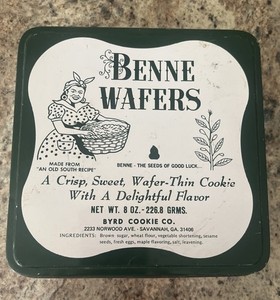 BENNE
WAFERS
MADE FROM
"AN OLD SOUTH RECIPE"
BENNE - THE SEEDS OF GOOD LUCK...
A Crisp, Sweet, Wafer-Thin Cookie
With A Delightful Flavor
NET WT. 8 OZ.-226.8 GRMS.
BYRD COOKIE CO.
2233 NORWOOD AVE. - SAVANNAH, GA. 31406
INGREDIENTS: Brown sugar, wheat flour, vegetable shortening, sesame
seeds, fresh eggs, maple flavoring, salt, leavening.